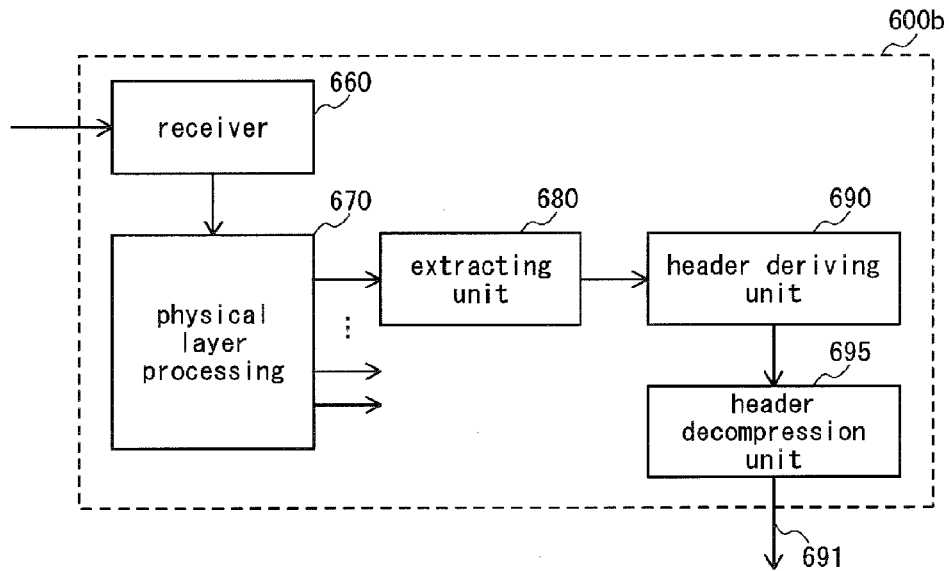 600b
660
receiver
670
680
690
extracting
unit
header deriving
unit
physical
layer
processing
695
header
decompression
unit
691